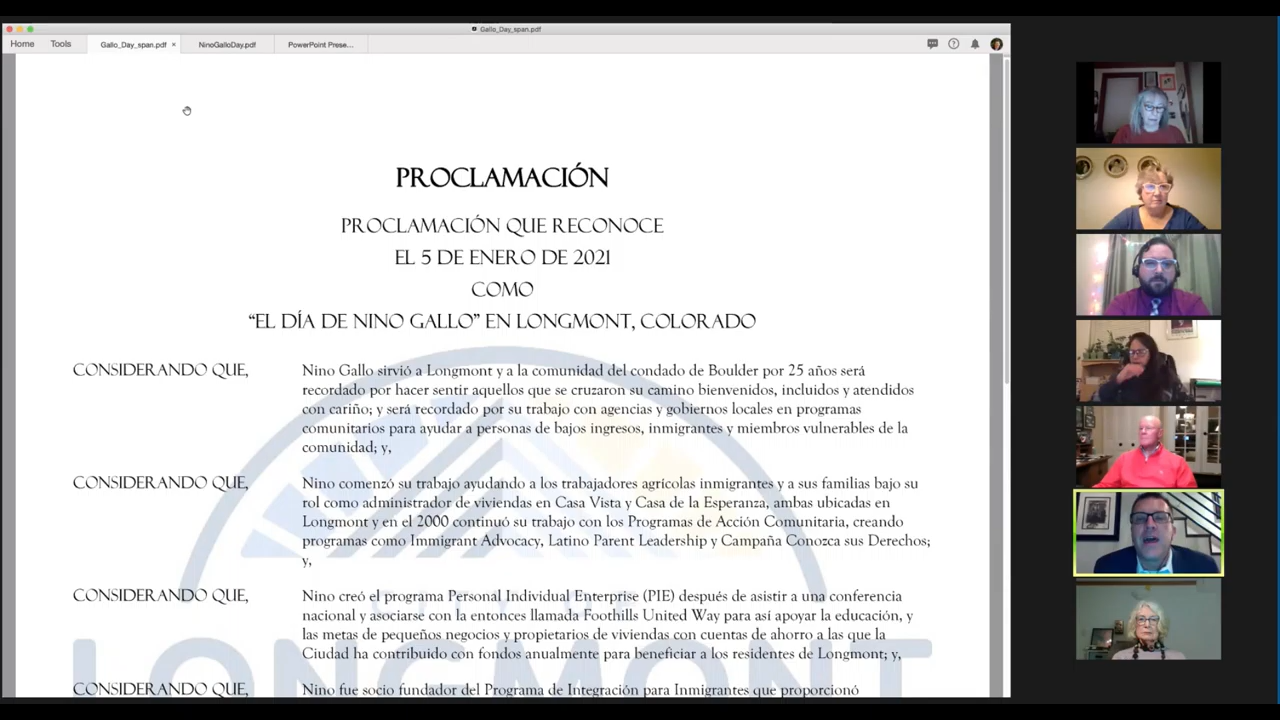 Gallo_Day_span.pdf
Home Tools Gallo_Day_span.pdf × NinoGalloDay.pdf PowerPoint Prese...
PROCLAMACIÓN
PROCLAMACIÓN QUE RECONOCE
EL 5 DE ENERO DE 2021
COMO
“EL DÍA DE NINO GALLO” EN LONGMONT, COLORADO
CONSIDERANDO QUE,
Nino Gallo sirvió a Longmont y a la comunidad del condado de Boulder por 25 años será
recordado por hacer sentir aquellos que se cruzaron su camino bienvenidos, incluidos y atendidos
con cariño; y será recordado por su trabajo con agencias y gobiernos locales en programas
comunitarios para ayudar a personas de bajos ingresos, inmigrantes y miembros vulnerables de la
comunidad; y,
CONSIDERANDO QUE,
Nino comenzó su trabajo ayudando a los trabajadores agrícolas inmigrantes y a sus familias bajo su
rol como administrador de viviendas en Casa Vista y Casa de la Esperanza, ambas ubicadas en
Longmont y en el 2000 continuó su trabajo con los Programas de Acción Comunitaria, creando
programas como Immigrant Advocacy, Latino Parent Leadership y Campaña Conozca sus Derechos;
y,
CONSIDERANDO QUE,
Nino creó el programa Personal Individual Enterprise (PIE) después de asistir a una conferencia
nacional y asociarse con la entonces llamada Foothills United Way para así apoyar la educación, y
las metas de pequeños negocios y propietarios de viviendas con cuentas de ahorro a las que la
Ciudad ha contribuido con fondos anualmente para beneficiar a los residentes de Longmont; y,
CONSIDERANDO QUE,
Nino fue socio fundador del Programa de Integración para Inmigrantes que proporcionó
CITY OF
LONGMONT